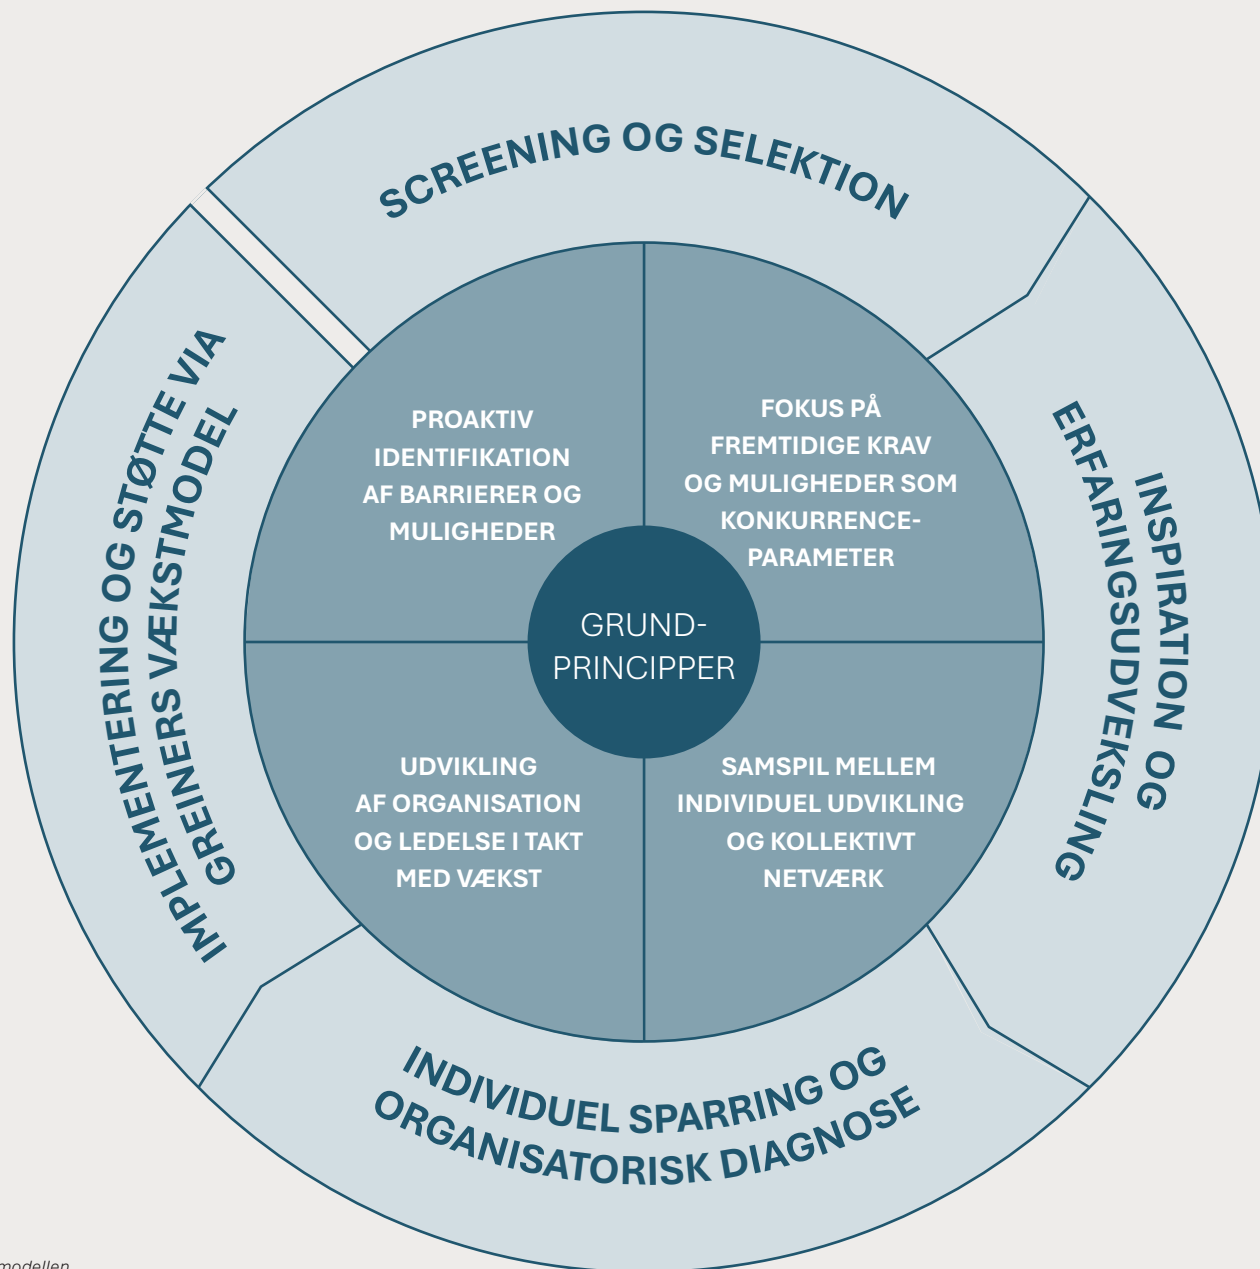 SCREENING OG SELEKTION
INSPIRATION OG
ERFARINGSUDVEKSLING
INDIVIDUEL SPARRING OG
ORGANISATORISK DIAGNOSE
IMPLEMENTERING OG STØTTE VIA
GREINERS VÆKSTMODEL
PROAKTIV
IDENTIFIKATION
AF BARRIERER OG
MULIGHEDER
FOKUS PÅ
FREMTIDIGE KRAV
OG MULIGHEDER SOM
KONKURRENCE-
PARAMETER
GRUND-
PRINCIPPER
UDVIKLING
AF ORGANISATION
OG LEDELSE I TAKT
MED VÆKST
SAMSPIL MELLEM
INDIVIDUEL UDVIKLING
OG KOLLEKTIVT
NETVÆRK
modellen